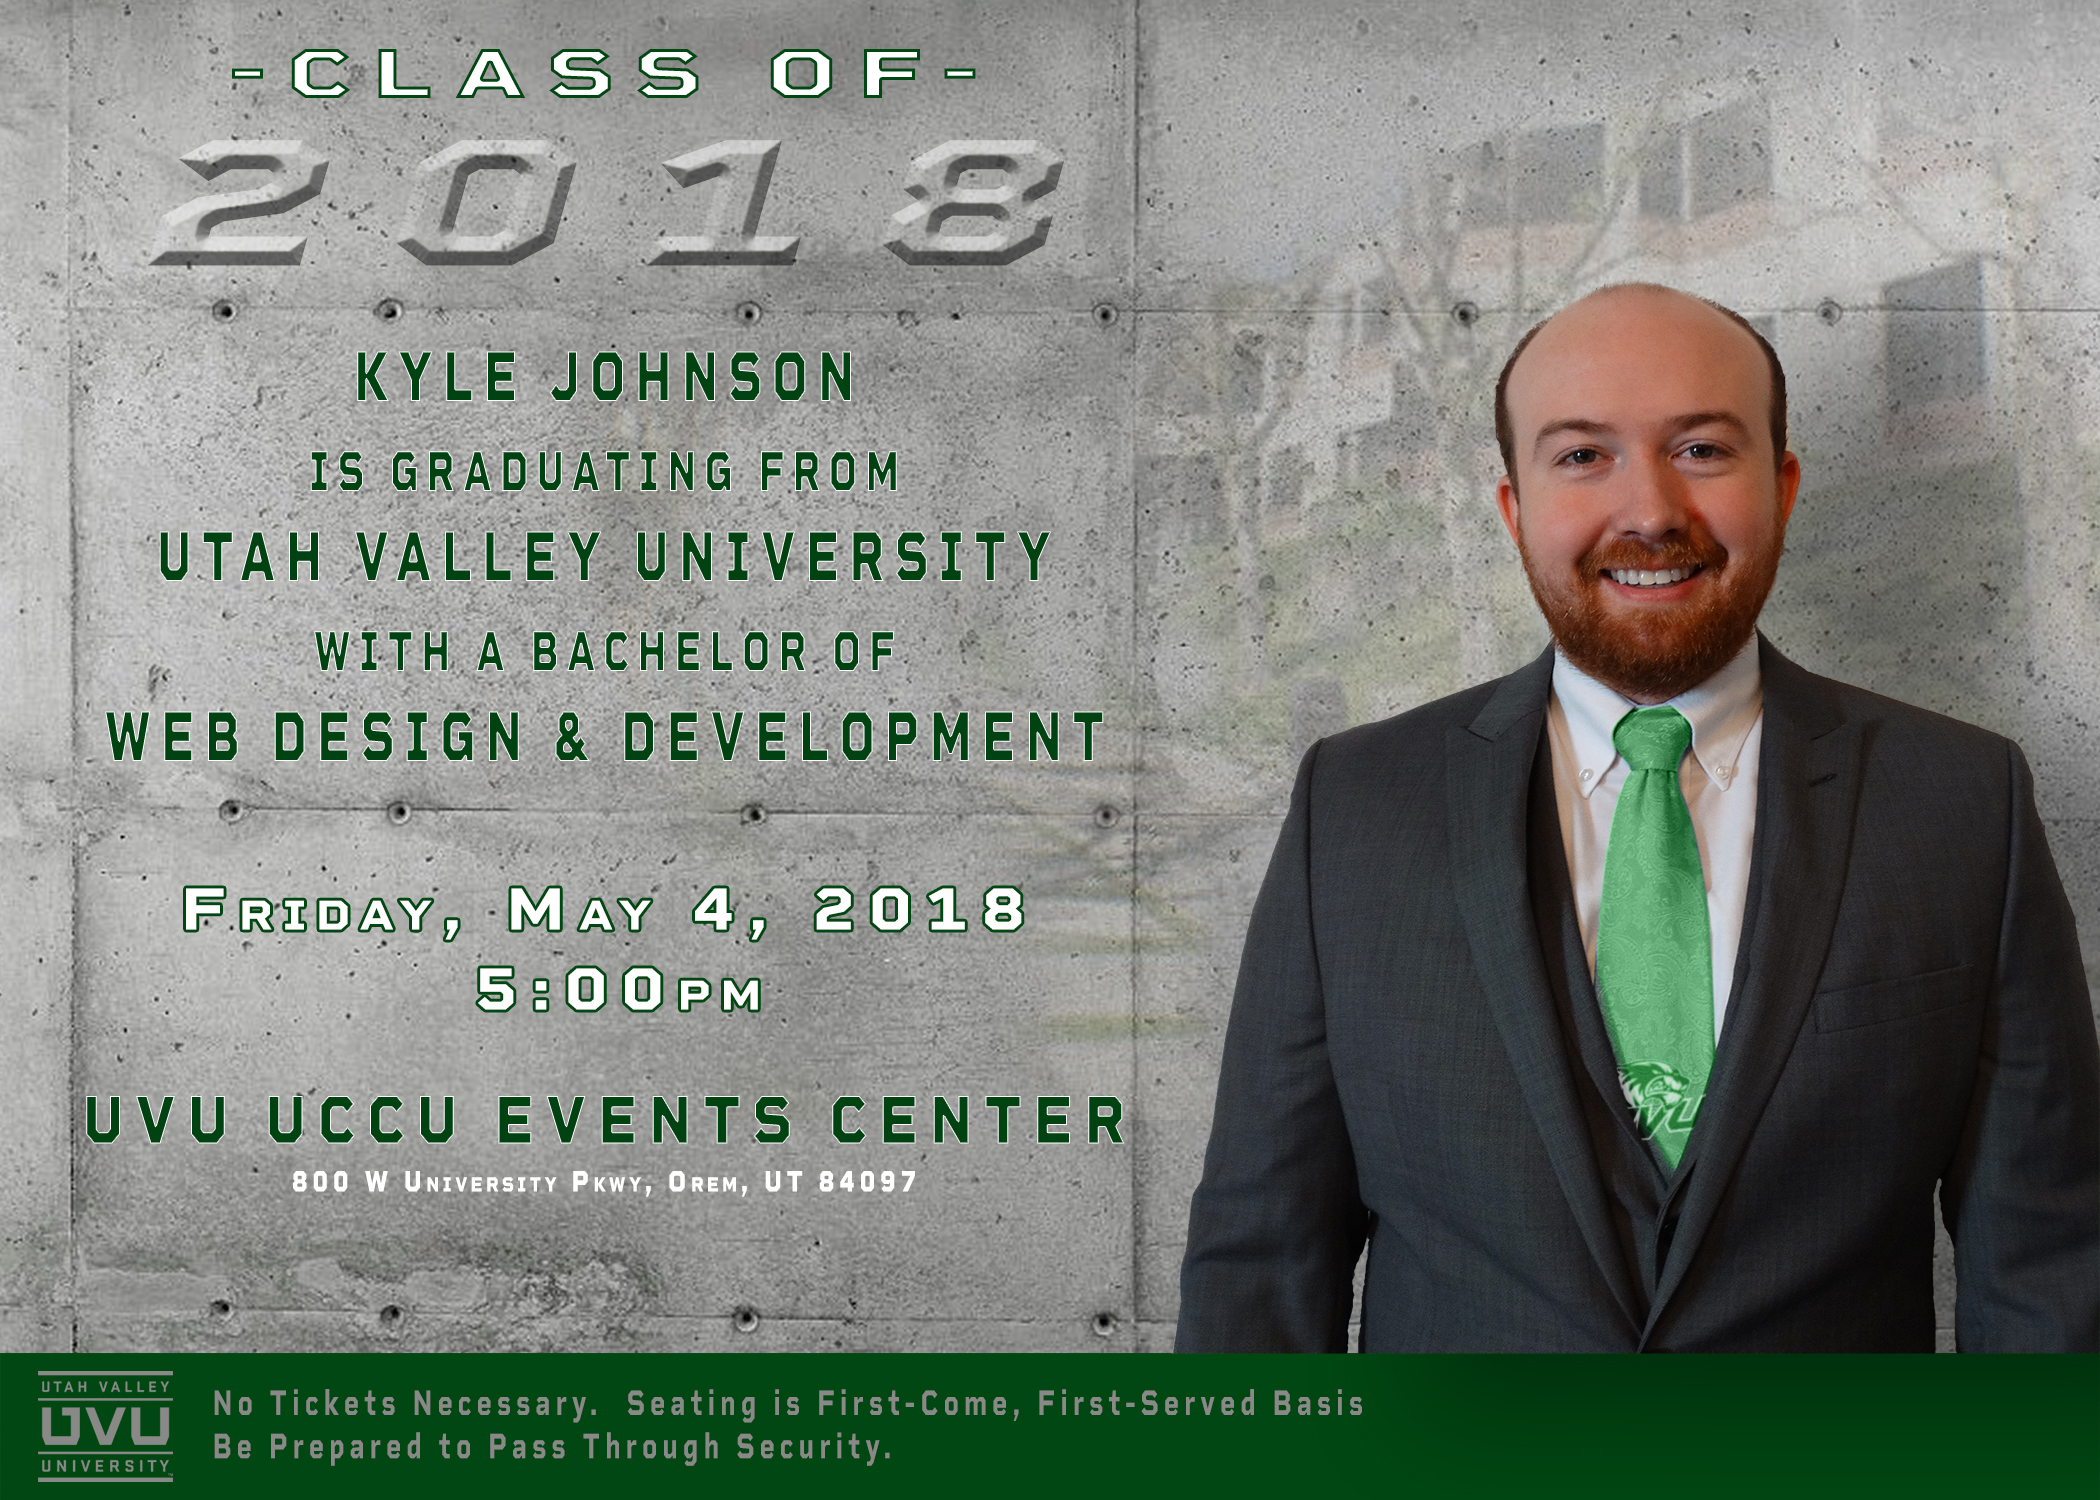 -CLASS OF-
2018
KYLE JOHNSON
IS GRADUATING FROM
UTAH VALLEY UNIVERSITY
WITH A BACHELOR OF
WEB DESIGN & DEVELOPMENT
Friday, May 4, 2018
5:00pm
UVU UCCU EVENTS CENTER
800 W University Pkwy, Orem, UT 84097
UVU
UTAH VALLEY
UVU
UNIVERSITY™
No Tickets Necessary.  Seating is First-Come, First-Served Basis
Be Prepared to Pass Through Security.